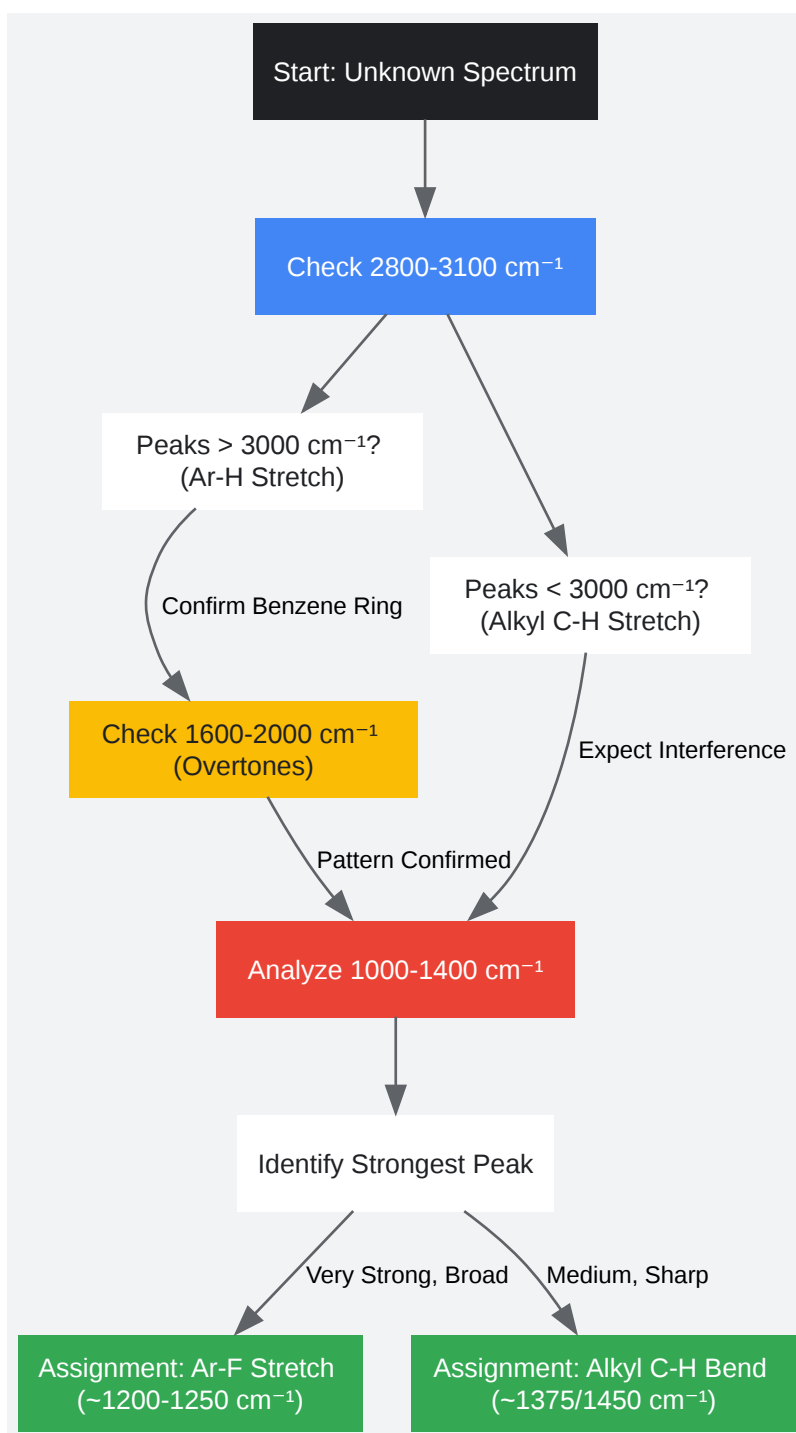 Start: Unknown Spectrum
Check 2800-3100 cm⁻¹
Peaks > 3000 cm⁻¹?
(Ar-H Stretch)
Peaks < 3000 cm⁻¹?
(Alkyl C-H Stretch)
Confirm Benzene Ring
Check 1600-2000 cm⁻¹
(Overtones)
Expect Interference
Pattern Confirmed
Analyze 1000-1400 cm⁻¹
Identify Strongest Peak
Very Strong, Broad
Medium, Sharp
Assignment: Ar-F Stretch
(~1200-1250 cm⁻¹)
Assignment: Alkyl C-H Bend
(~1375/1450 cm⁻¹)